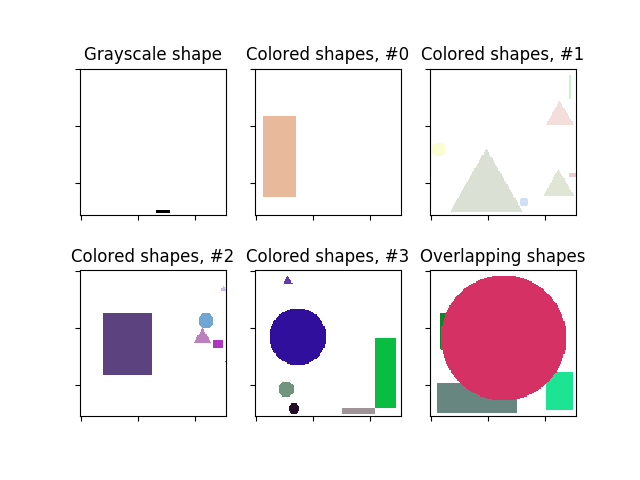 Grayscale shape
Colored shapes, #0
Colored shapes, #1
Colored shapes, #2
Colored shapes, #3
Overlapping shapes